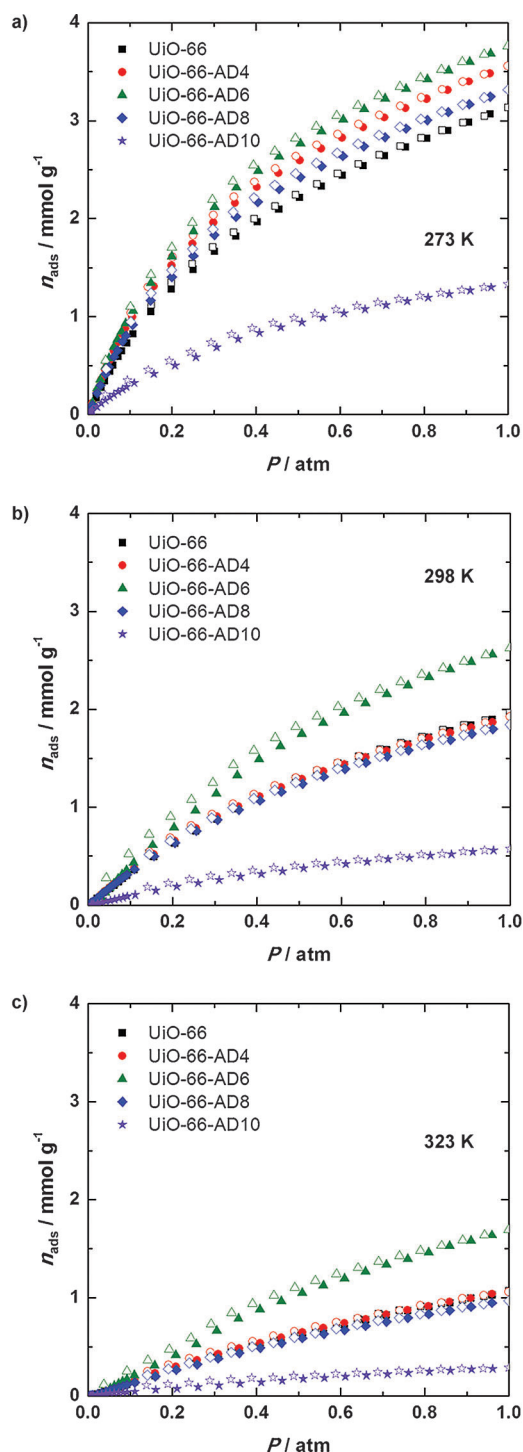 a)
UiO-66
UiO-66-AD4
UiO-66-AD6
UiO-66-AD8
UiO-66-AD10
273 K
4
3
2
1
0
n_ads / mmol g⁻¹
0.0 0.2 0.4 0.6 0.8 1.0
P / atm
b)
UiO-66
UiO-66-AD4
UiO-66-AD6
UiO-66-AD8
UiO-66-AD10
298 K
4
3
2
1
0
n_ads / mmol g⁻¹
0.0 0.2 0.4 0.6 0.8 1.0
P / atm
c)
UiO-66
UiO-66-AD4
UiO-66-AD6
UiO-66-AD8
UiO-66-AD10
323 K
4
3
2
1
0
n_ads / mmol g⁻¹
0.0 0.2 0.4 0.6 0.8 1.0
P / atm